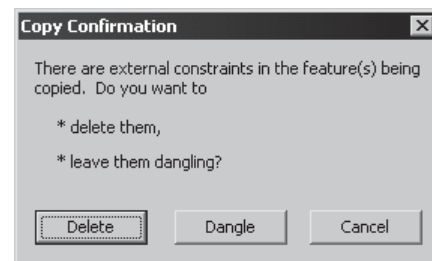 Copy Confirmation
There are external constraints in the feature(s) being
copied. Do you want to
* delete them,
* leave them dangling?
Delete Dangle Cancel